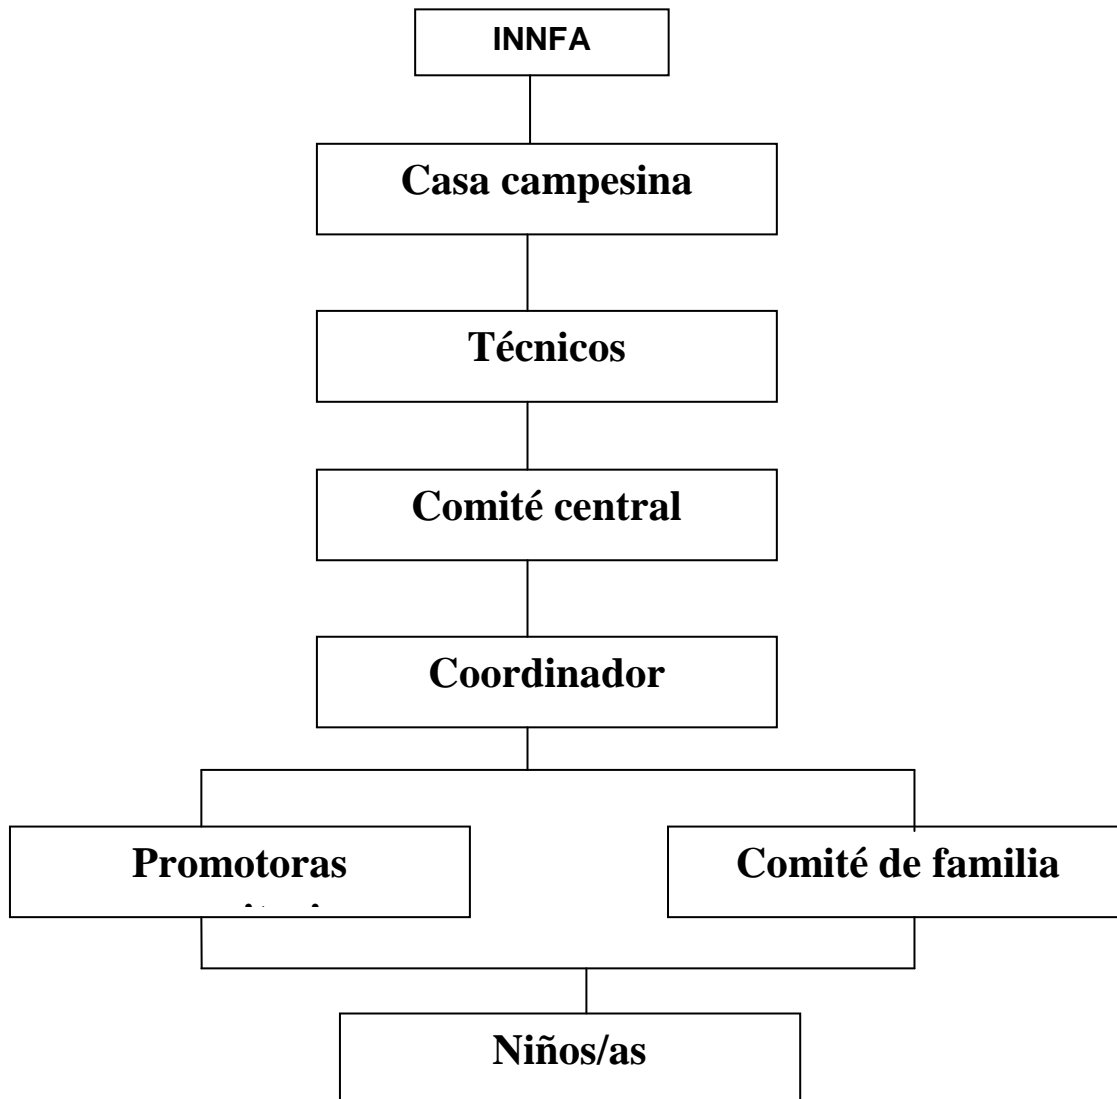 INNFA
Casa campesina
Técnicos
Comité central
Coordinador
Promotoras
Comité de familia
Niños/as